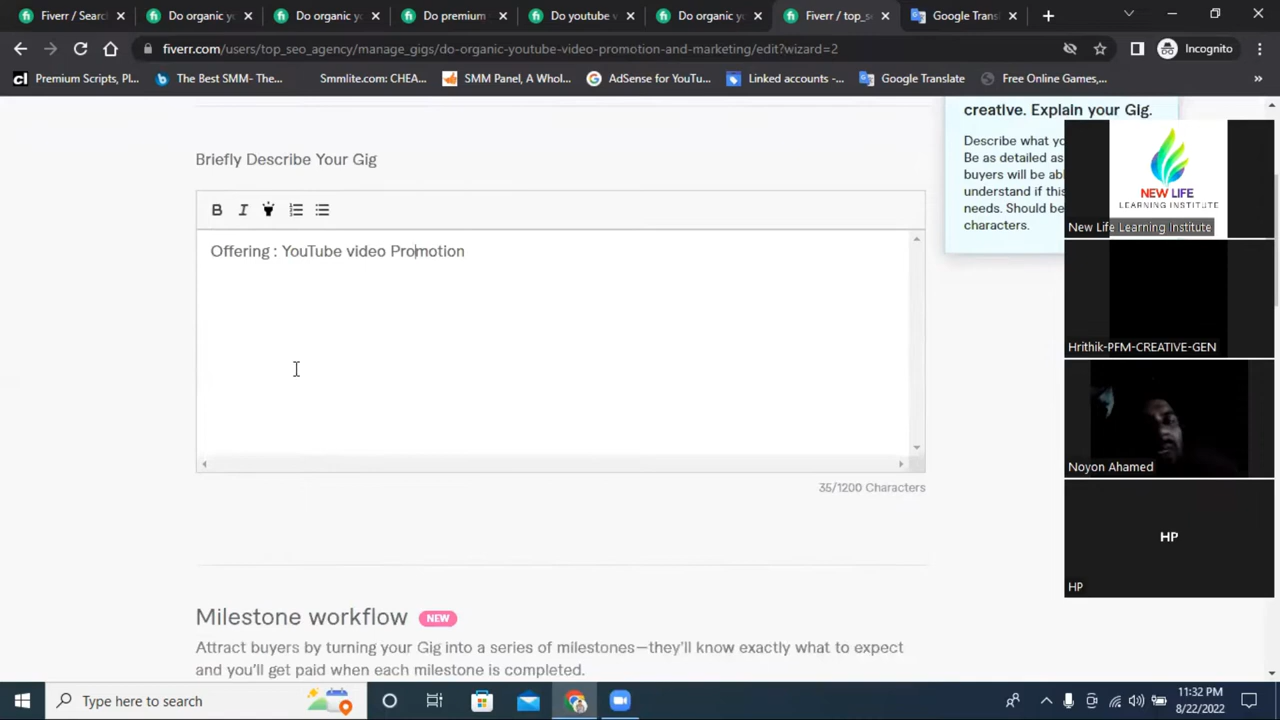 Fiverr / Sear
Do organic y
Do organic yo
Do premium
Do youtube v
Do organic yo
Fiverr / top_s
Google Trans
fiverr.com/users/top_seo_agency/manage_gigs/do-organic-youtube-video-promotion-and-marketing/edit?wizard=2
Incognito
Premium Scripts, Pl...
The Best SMM- The...
Smmlite.com: CHEA...
SMM Panel, A Whol...
AdSense for YouTu...
Linked accounts -...
Google Translate
Free Online Games,...
creative. Explain your Gig.
Describe what yo
Be as detailed as
buyers will be abl
understand if this
needs. Should be
characters.
Briefly Describe Your Gig
B I
Offering : YouTube video Promotion
35/1200 Characters
Milestone workflow NEW
Attract buyers by turning your Gig into a series of milestones—they'll know exactly what to expect
and you'll get paid when each milestone is completed.
NEW LIFE
LEARNING INSTITUTE
New Life Learning Institute
Hrithik-PFM-CREATIVE-GEN
Noyon Ahamed
HP
HP
Type here to search
11:32 PM
8/22/2022